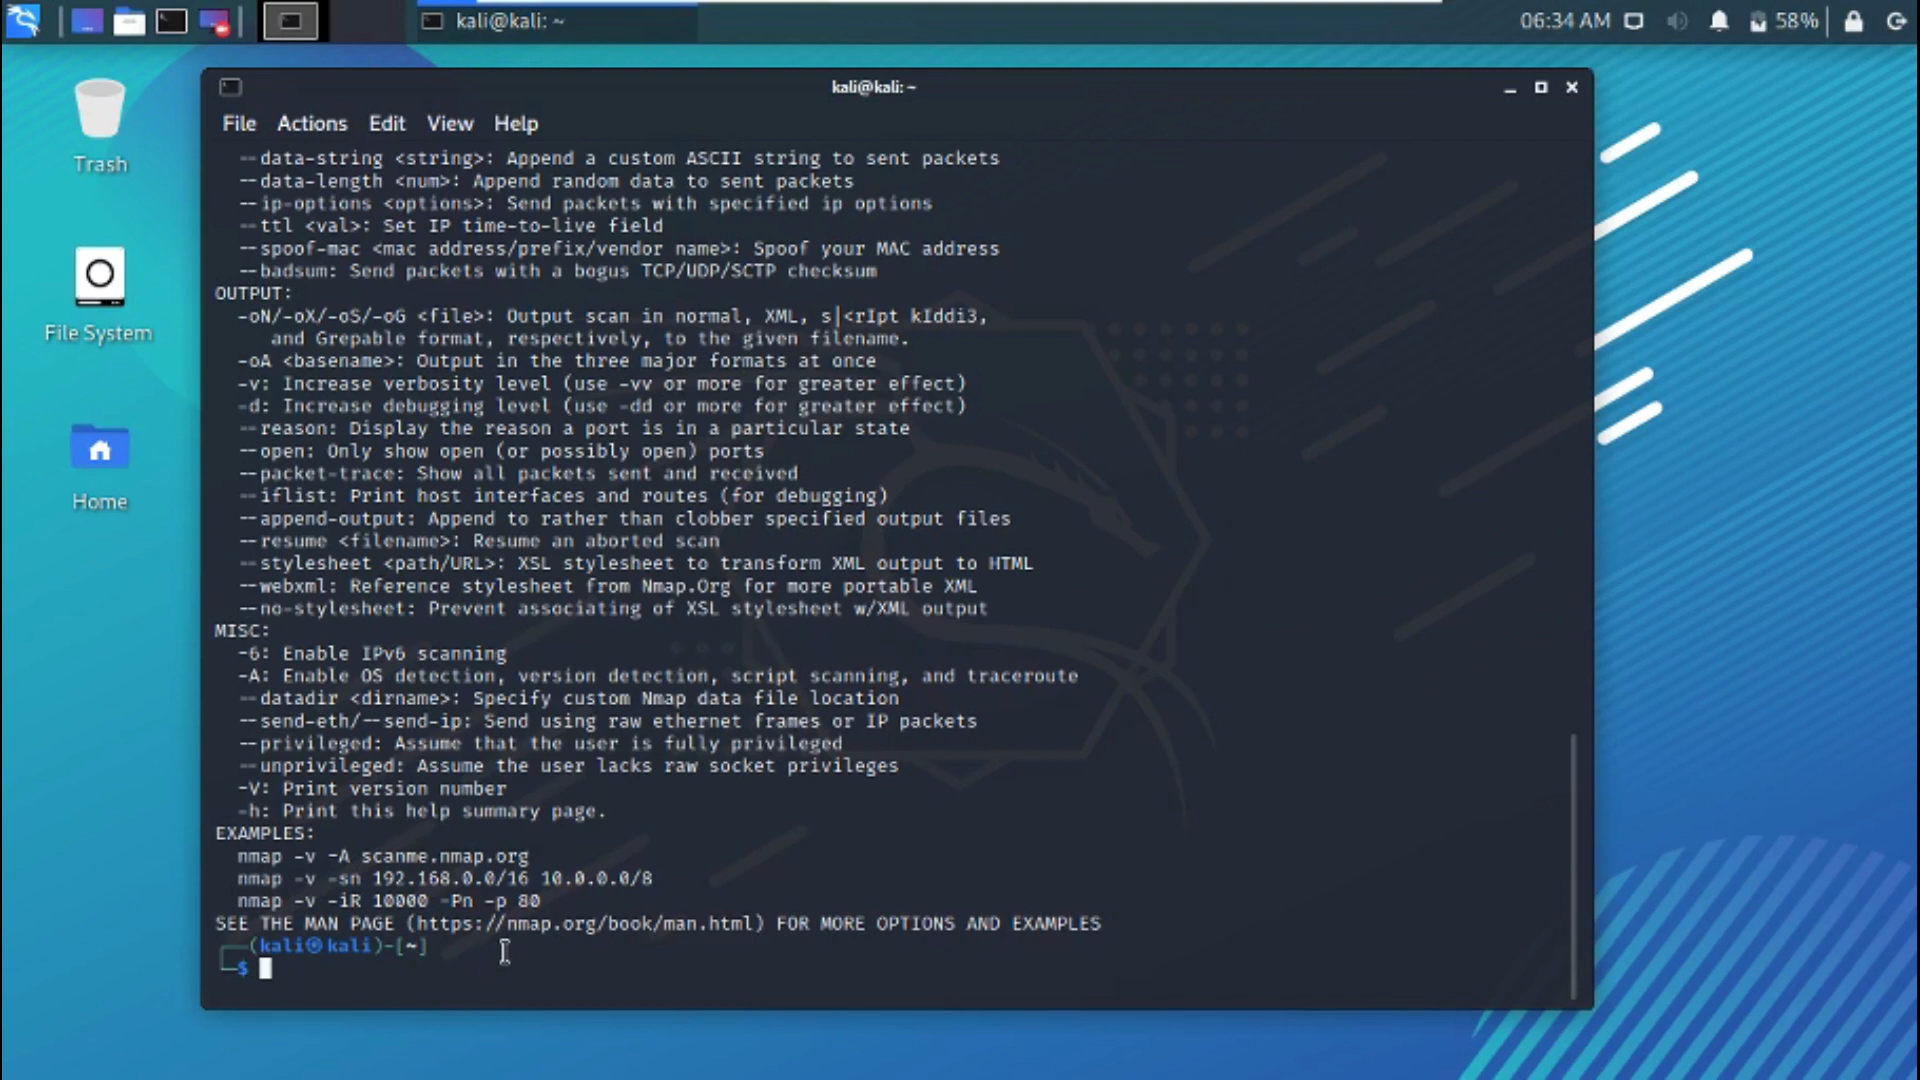 kali@kali: ~
06:34 AM
58%
Trash
File System
Home
kali@kali: ~
File Actions Edit View Help
--data-string <string>: Append a custom ASCII string to sent packets
--data-length <num>: Append random data to sent packets
--ip-options <options>: Send packets with specified ip options
--ttl <val>: Set IP time-to-live field
--spoof-mac <mac address/prefix/vendor name>: Spoof your MAC address
--badsum: Send packets with a bogus TCP/UDP/SCTP checksum
OUTPUT:
-oN/-oX/-oS/-oG <file>: Output scan in normal, XML, s|<rIpt kIddi3,
and Grepable format, respectively, to the given filename.
-oA <basename>: Output in the three major formats at once
-v: Increase verbosity level (use -vv or more for greater effect)
-d: Increase debugging level (use -dd or more for greater effect)
--reason: Display the reason a port is in a particular state
--open: Only show open (or possibly open) ports
--packet-trace: Show all packets sent and received
--iflist: Print host interfaces and routes (for debugging)
--append-output: Append to rather than clobber specified output files
--resume <filename>: Resume an aborted scan
--stylesheet <path/URL>: XSL stylesheet to transform XML output to HTML
--webxml: Reference stylesheet from Nmap.Org for more portable XML
--no-stylesheet: Prevent associating of XSL stylesheet w/XML output
MISC:
-6: Enable IPv6 scanning
-A: Enable OS detection, version detection, script scanning, and traceroute
--datadir <dirname>: Specify custom Nmap data file location
--send-eth/--send-ip: Send using raw ethernet frames or IP packets
--privileged: Assume that the user is fully privileged
--unprivileged: Assume the user lacks raw socket privileges
-V: Print version number
-h: Print this help summary page.
EXAMPLES:
nmap -v -A scanme.nmap.org
nmap -v -sn 192.168.0.0/16 10.0.0.0/8
nmap -v -iR 10000 -Pn -p 80
SEE THE MAN PAGE (https://nmap.org/book/man.html) FOR MORE OPTIONS AND EXAMPLES
┌──(kali㉿kali)-[~]
└─$